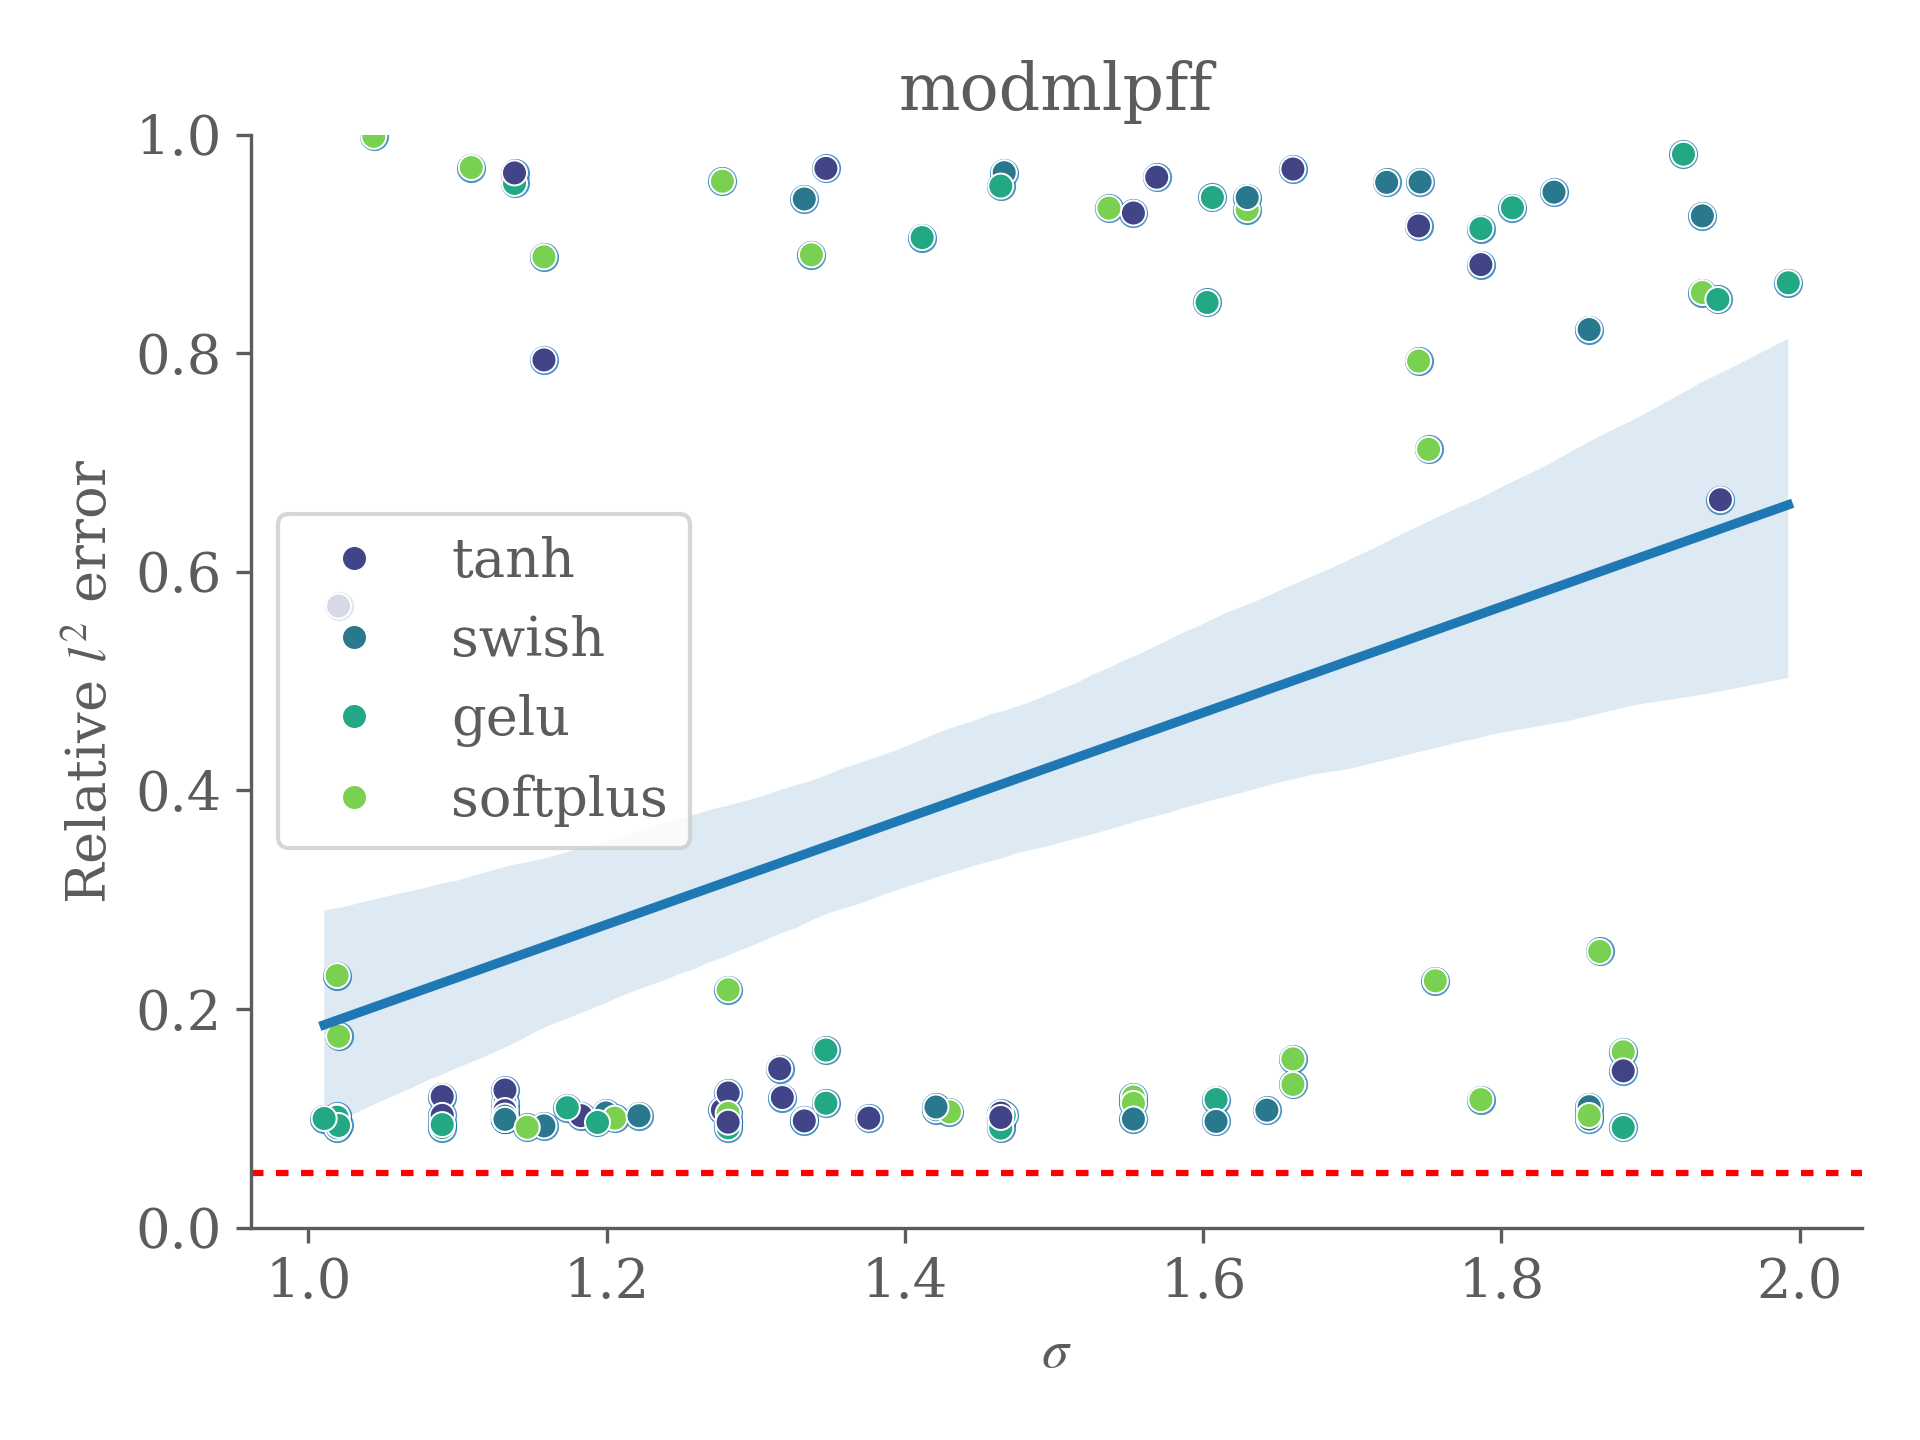 modmlpff
1.0
0.8
0.6
0.4
0.2
0.0
Relative l² error
tanh
swish
gelu
softplus
1.0 1.2 1.4 1.6 1.8 2.0
σ